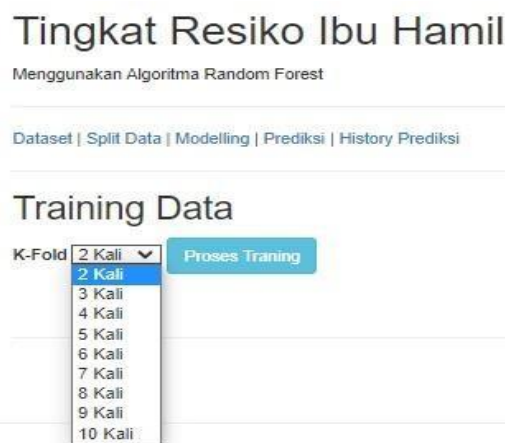 Tingkat Resiko Ibu Hamil
Menggunakan Algoritma Random Forest
Dataset | Split Data | Modelling | Prediksi | History Prediksi
Training Data
K-Fold 2 Kali Proses Traning
2 Kali
3 Kali
4 Kali
5 Kali
6 Kali
7 Kali
8 Kali
9 Kali
10 Kali